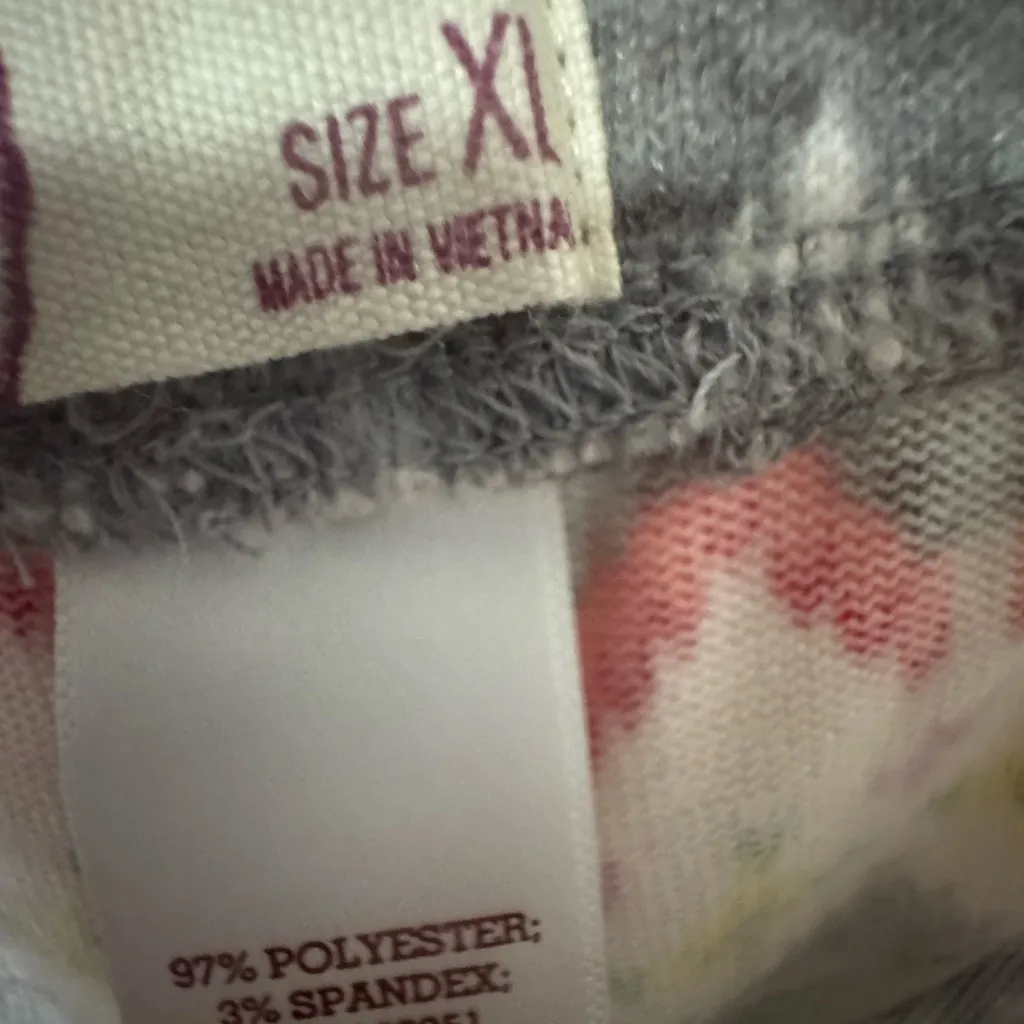 SIZE XL
MADE IN VIETNA
97% POLYESTER;
3% SPANDEX;